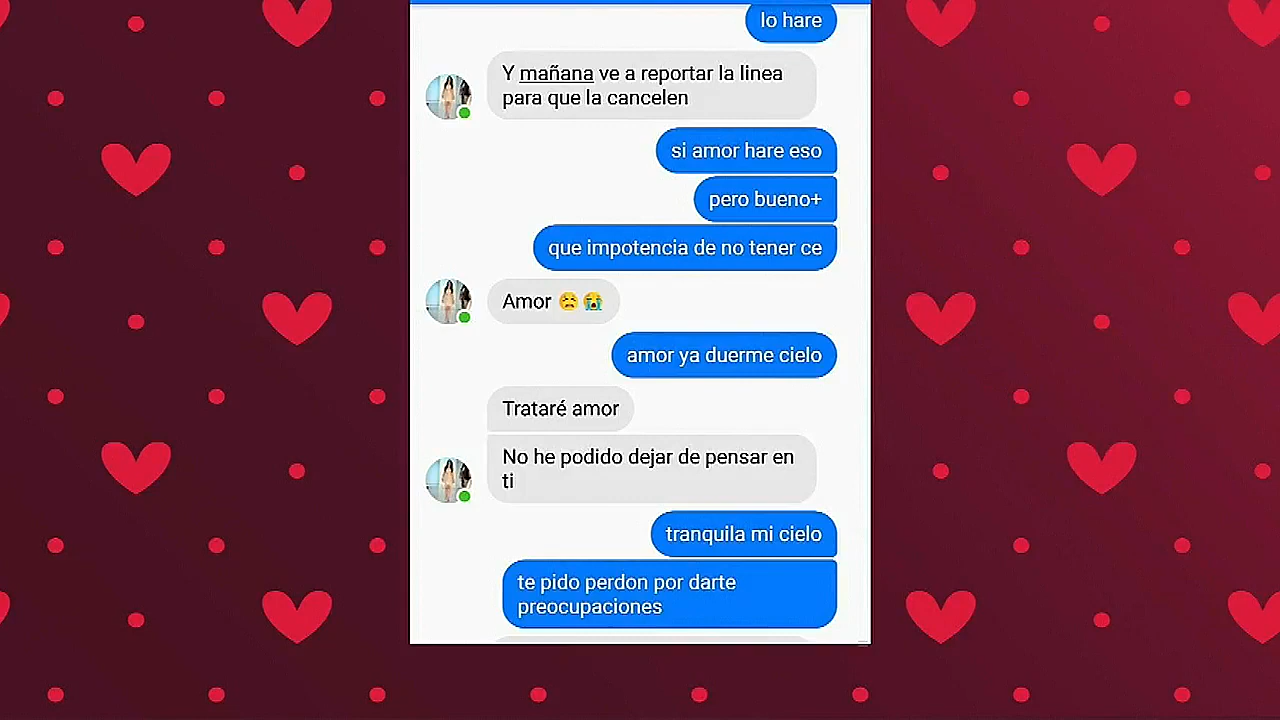 lo hare
Y mañana ve a reportar la linea
para que la cancelen
si amor hare eso
pero bueno+
que impotencia de no tener ce
Amor 😣😭
amor ya duerme cielo
Trataré amor
No he podido dejar de pensar en
ti
tranquila mi cielo
te pido perdon por darte
preocupaciones